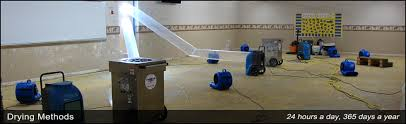 Drying Methods
24 hours a day, 365 days a year